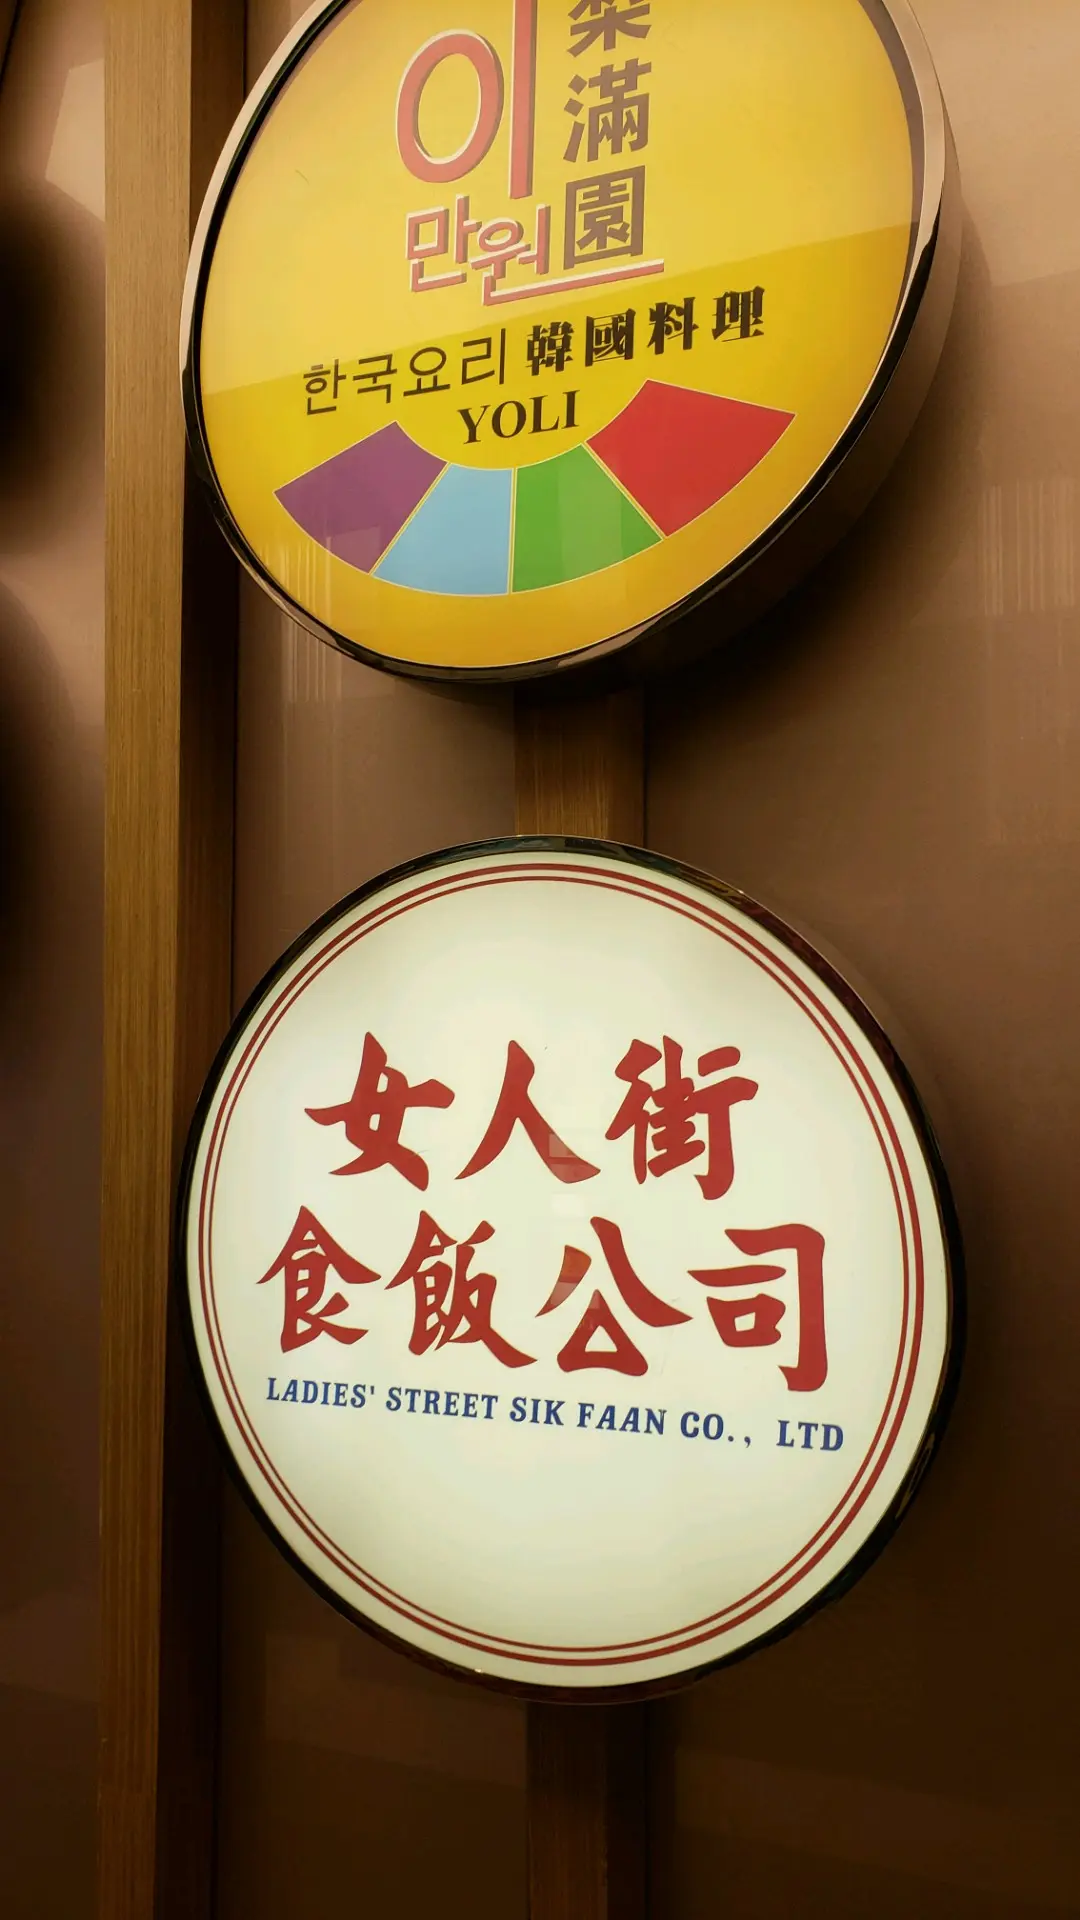 이
滿園
만원
한국요리 韓國料理
YOLI
女人街
食飯公司
LADIES' STREET SIK FAAN CO., LTD